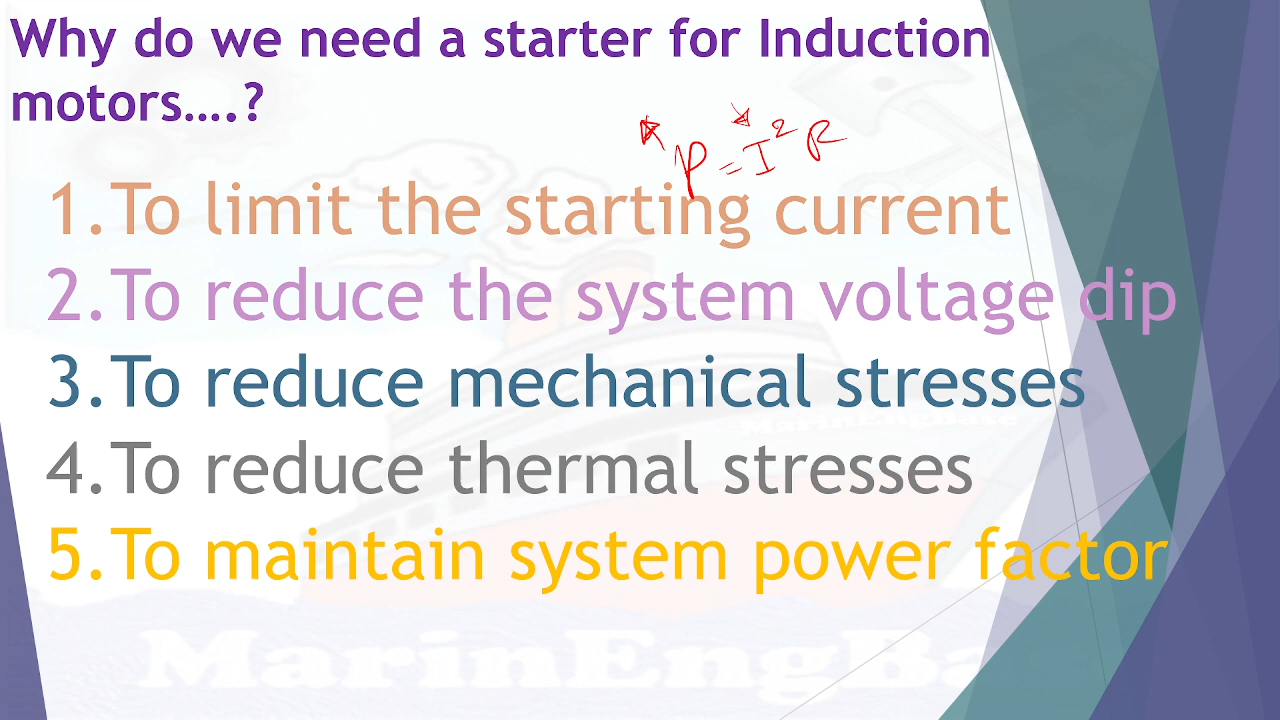 Why do we need a starter for Induction
motors....?
P=I²R
1.To limit the starting current
2.To reduce the system voltage dip
3.To reduce mechanical stresses
MarinEngBase
4.To reduce thermal stresses
5.To maintain system power factor
MarinEngBase